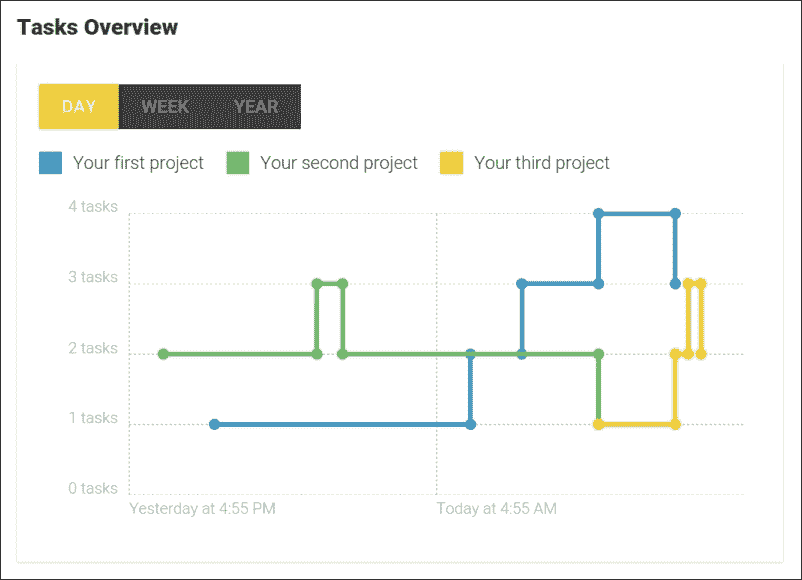 Tasks Overview
DAY WEEK YEAR
Your first project Your second project Your third project
4 tasks
3 tasks
2 tasks
1 tasks
0 tasks
Yesterday at 4:55 PM Today at 4:55 AM